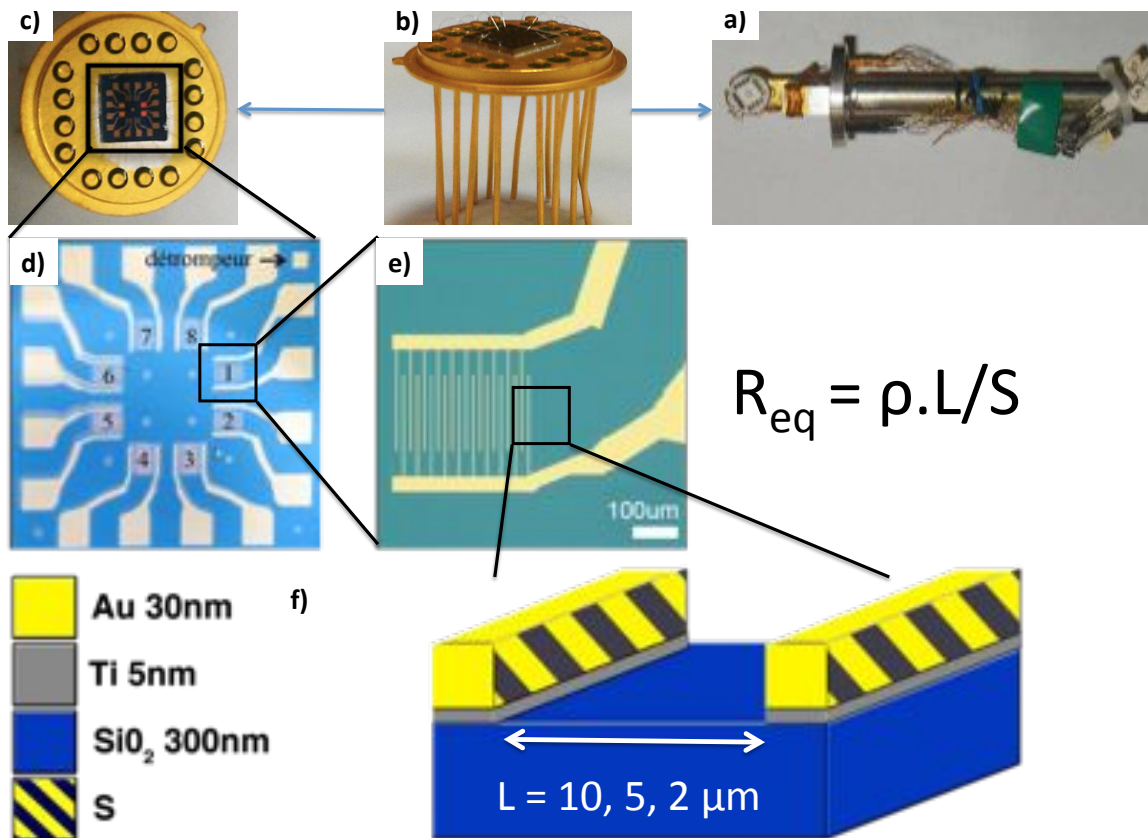 c)
b)
a)
d)
détrompeur →
7 8
6 1
5 2
4 3
e)
100um
R_eq = ρ.L/S
Au 30nm
Ti 5nm
Si0₂ 300nm
S
f)
L = 10, 5, 2 µm